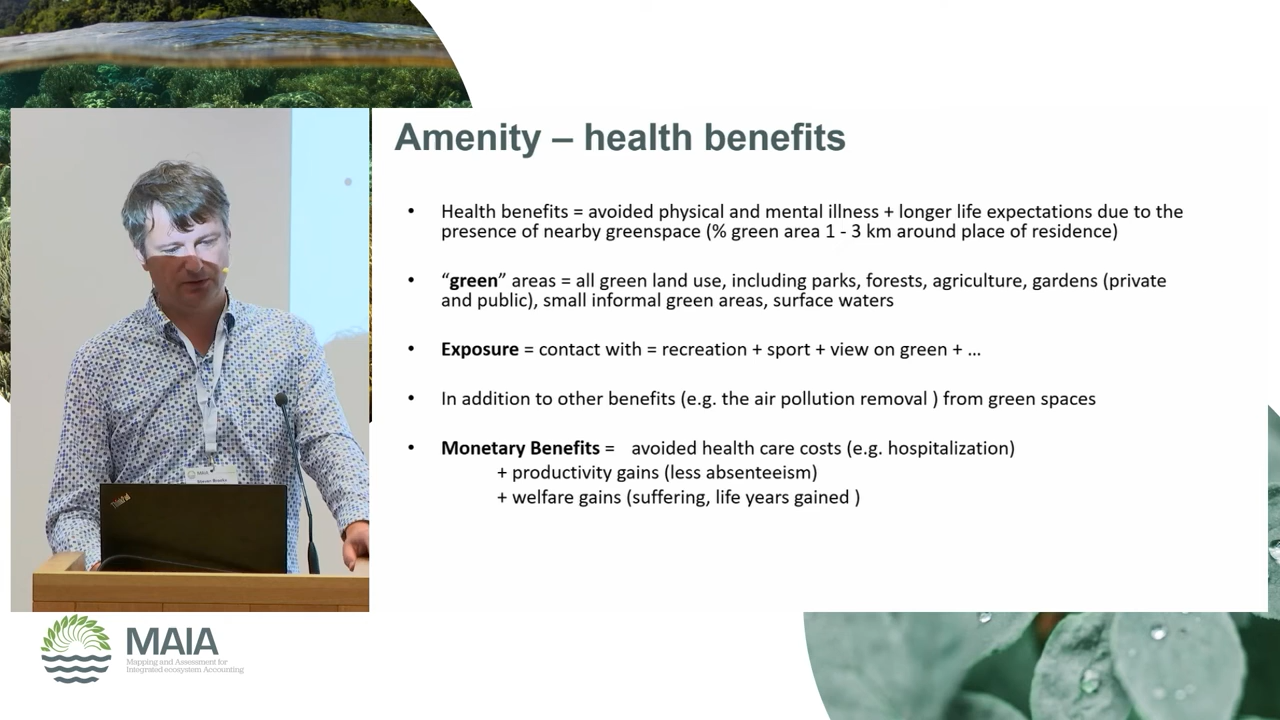 Amenity – health benefits
• Health benefits = avoided physical and mental illness + longer life expectations due to the
presence of nearby greenspace (% green area 1 - 3 km around place of residence)
• “green” areas = all green land use, including parks, forests, agriculture, gardens (private
and public), small informal green areas, surface waters
• Exposure = contact with = recreation + sport + view on green + ...
• In addition to other benefits (e.g. the air pollution removal ) from green spaces
• Monetary Benefits = avoided health care costs (e.g. hospitalization)
+ productivity gains (less absenteeism)
+ welfare gains (suffering, life years gained )
MAIA
Steven Broekx
ThinkPad
MAIA
Mapping and Assessment for
Integrated ecosystem Accounting